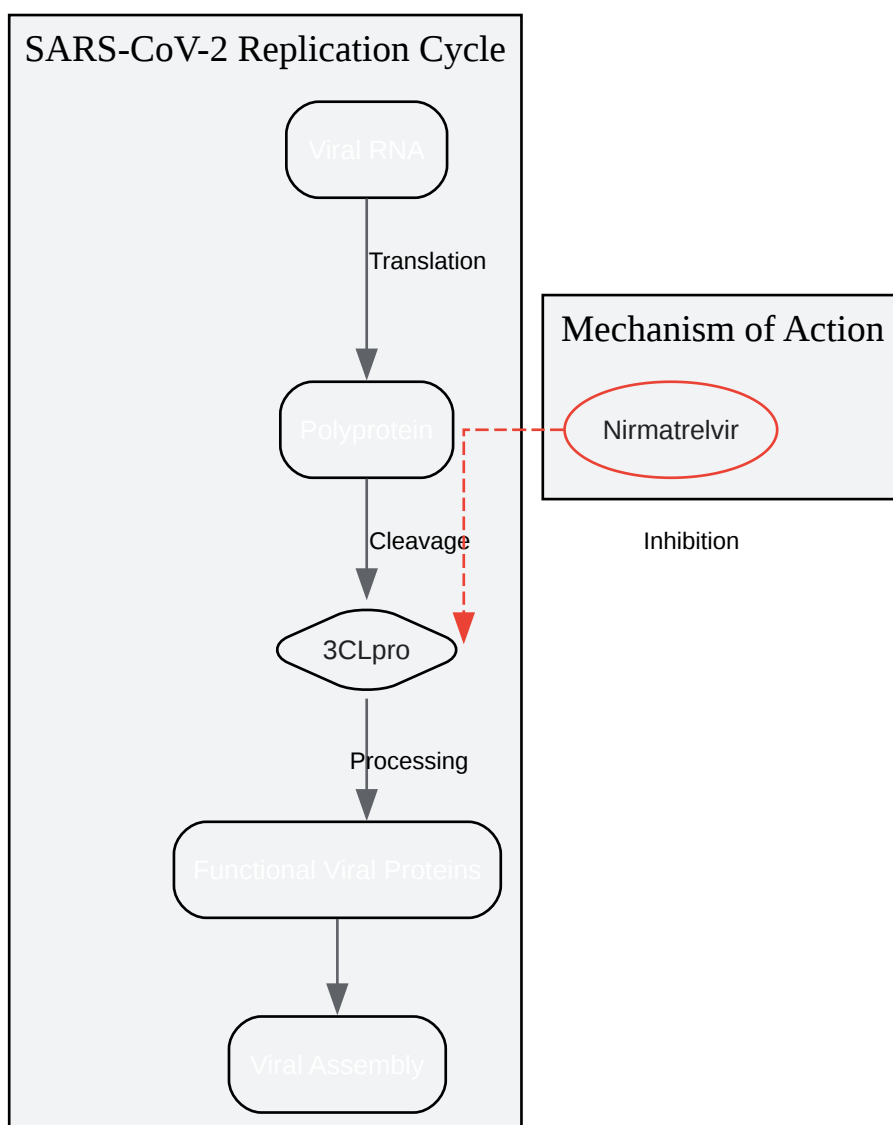 SARS-CoV-2 Replication Cycle
Viral RNA
Translation
Mechanism of Action
Polyprotein
Nirmatrelvir
Cleavage
Inhibition
3CLpro
Processing
Functional Viral Proteins
Viral Assembly